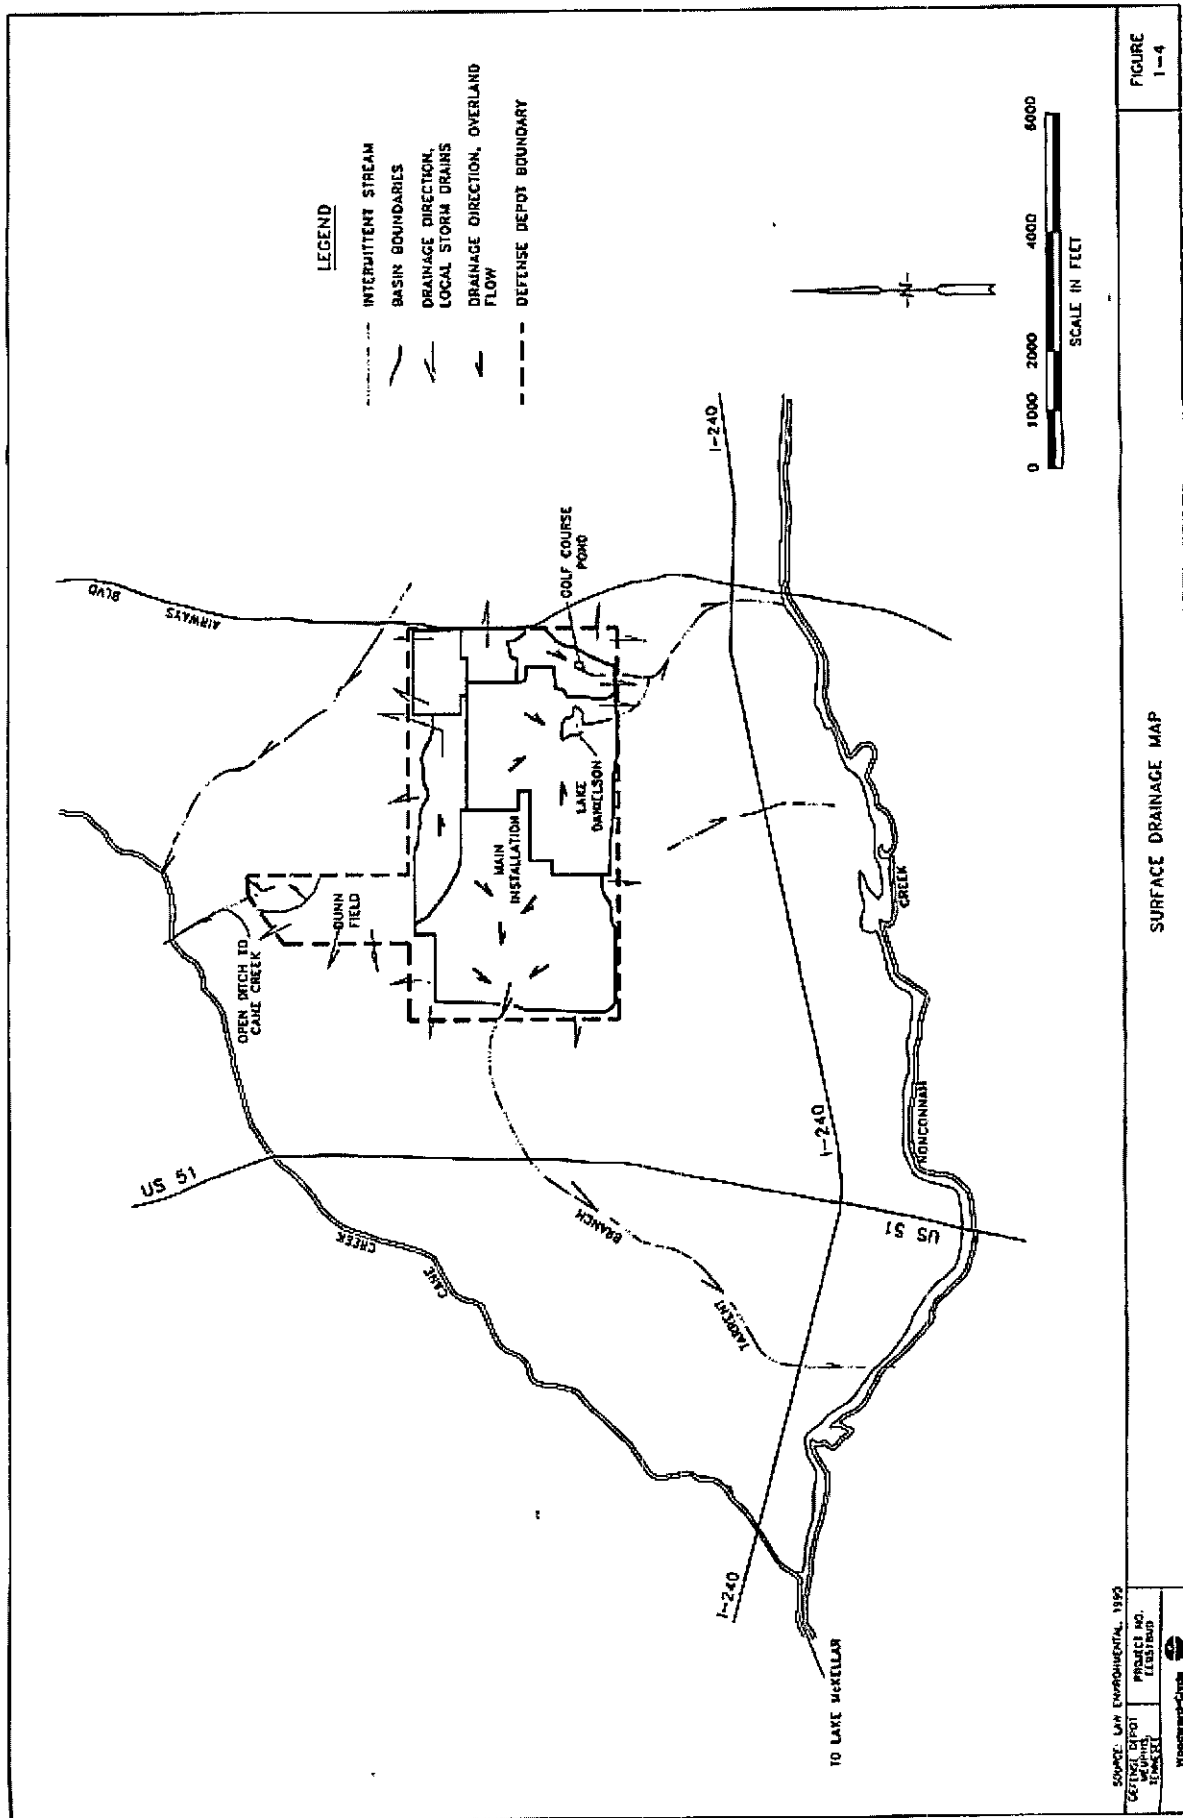 LEGEND
INTERMITTENT STREAM
BASIN BOUNDARIES
DRAINAGE DIRECTION,
LOCAL STORM DRAINS
DRAINAGE DIRECTION, OVERLAND
FLOW
DEFENSE DEPOT BOUNDARY
AIRWAYS
BLVD
US 51
CREEK
CANE
OPEN DITCH TO
CANE CREEK
DUNN
FIELD
MAIN
INSTALLATION
LAKE
DANIELSON
GOLF COURSE
POND
BRANCH
TARRENT
I-240
I-240
I-240
US 51
NONCONNAH
CREEK
TO LAKE McKELLAR
-N-
0 1000 2000 4000 6000
SCALE IN FEET
SOURCE: LAW ENVIRONMENTAL, 1990
DEFENSE DEPOT
MEMPHIS,
TENNESSEE
PROJECT NO.
Woodward-Clyde
SURFACE DRAINAGE MAP
FIGURE
1-4